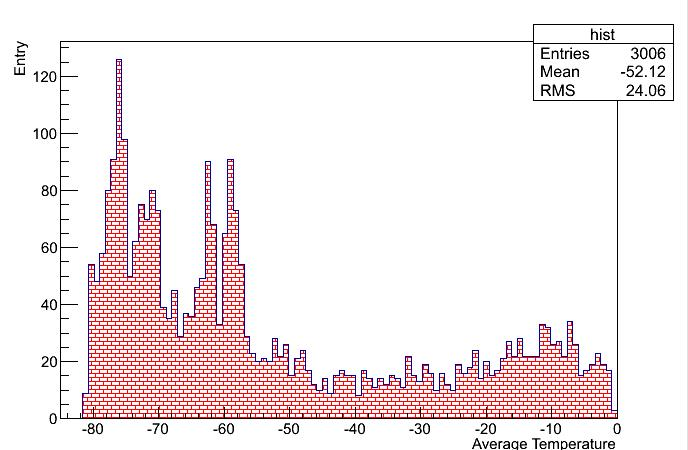 hist
Entries 3006
Mean -52.12
RMS 24.06
Entry
120
100
80
60
40
20
0
-80 -70 -60 -50 -40 -30 -20 -10 0
Average Temperature